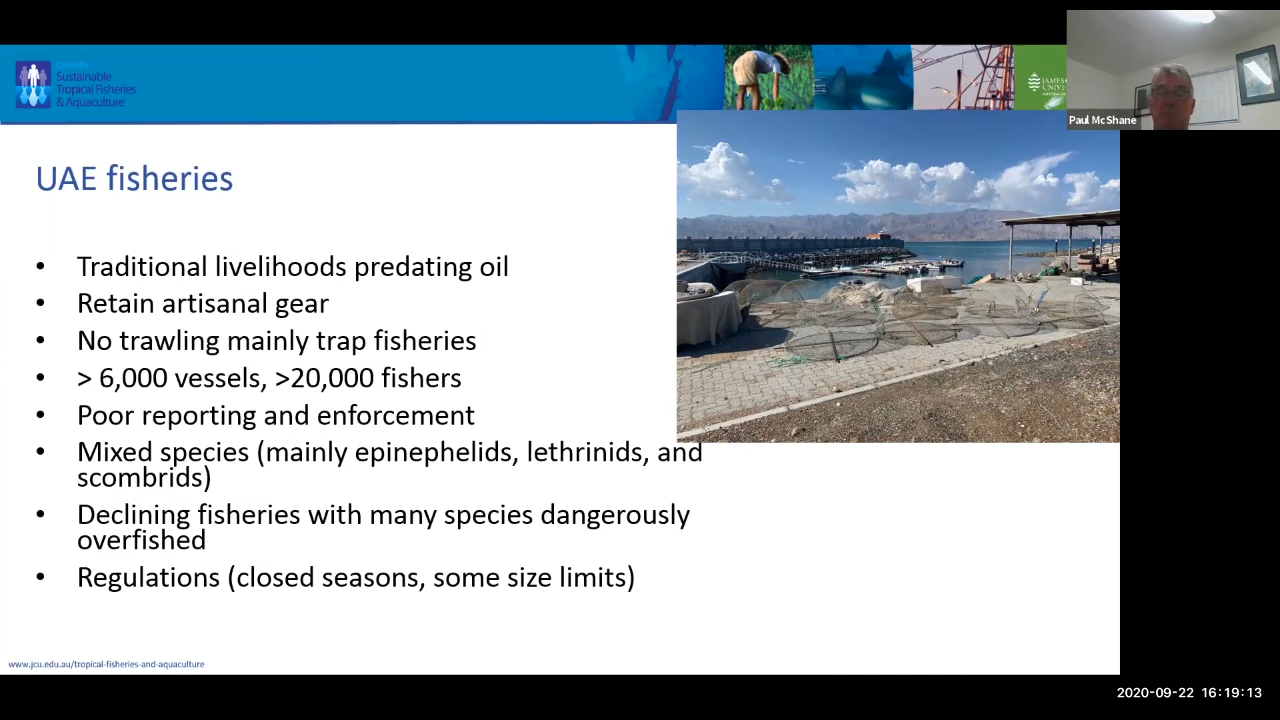 Centre for
Sustainable
Tropical Fisheries
& Aquaculture
Paul McShane
UAE fisheries
• Traditional livelihoods predating oil
• Retain artisanal gear
• No trawling mainly trap fisheries
• > 6,000 vessels, >20,000 fishers
• Poor reporting and enforcement
• Mixed species (mainly epinephelids, lethrinids, and
scombrids)
• Declining fisheries with many species dangerously
overfished
• Regulations (closed seasons, some size limits)
www.jcu.edu.au/tropical-fisheries-and-aquaculture
2020-09-22 16:19:13